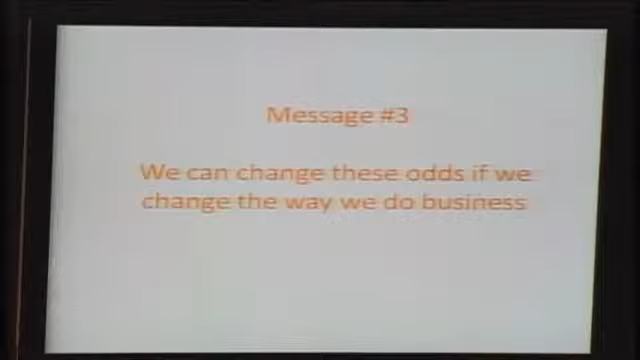 Message #3
We can change these odds if we
change the way we do business